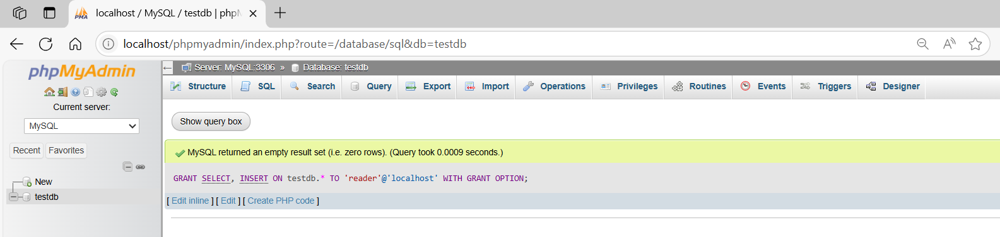 localhost / MySQL / testdb | phpM
localhost/phpmyadmin/index.php?route=/database/sql&db=testdb
phpMyAdmin
Current server:
MySQL
Recent Favorites
New
testdb
Server: MySQL:3306 » Database: testdb
Structure SQL Search Query Export Import Operations Privileges Routines Events Triggers Designer
Show query box
MySQL returned an empty result set (i.e. zero rows). (Query took 0.0009 seconds.)
GRANT SELECT, INSERT ON testdb.* TO 'reader'@'localhost' WITH GRANT OPTION;
[ Edit inline ] [ Edit ] [ Create PHP code ]